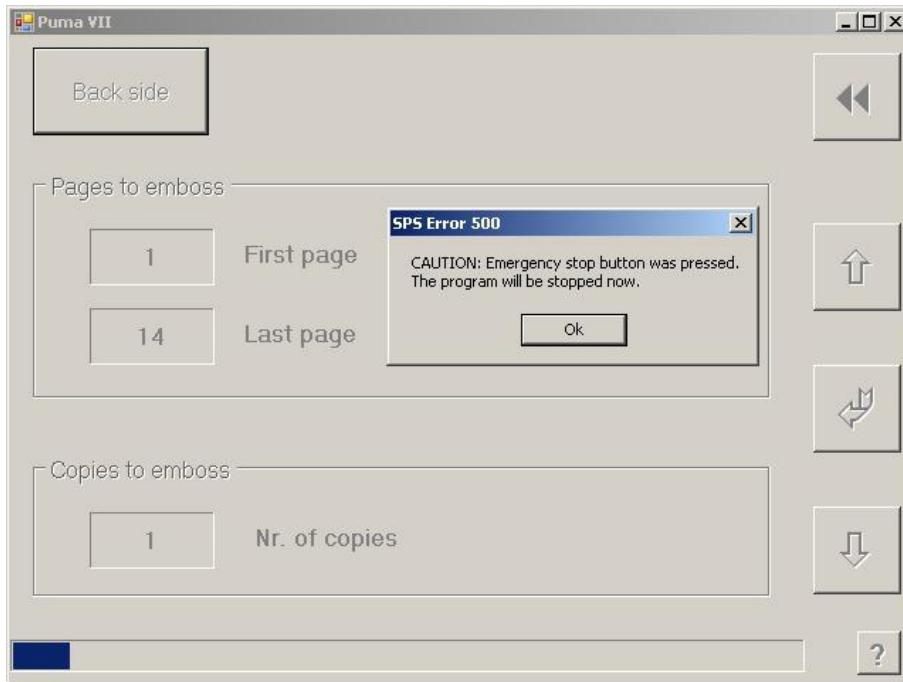 Puma VII
Back side
Pages to emboss
1 First page
14 Last page
SPS Error 500
CAUTION: Emergency stop button was pressed.
The program will be stopped now.
Ok
Copies to emboss
1 Nr. of copies
?